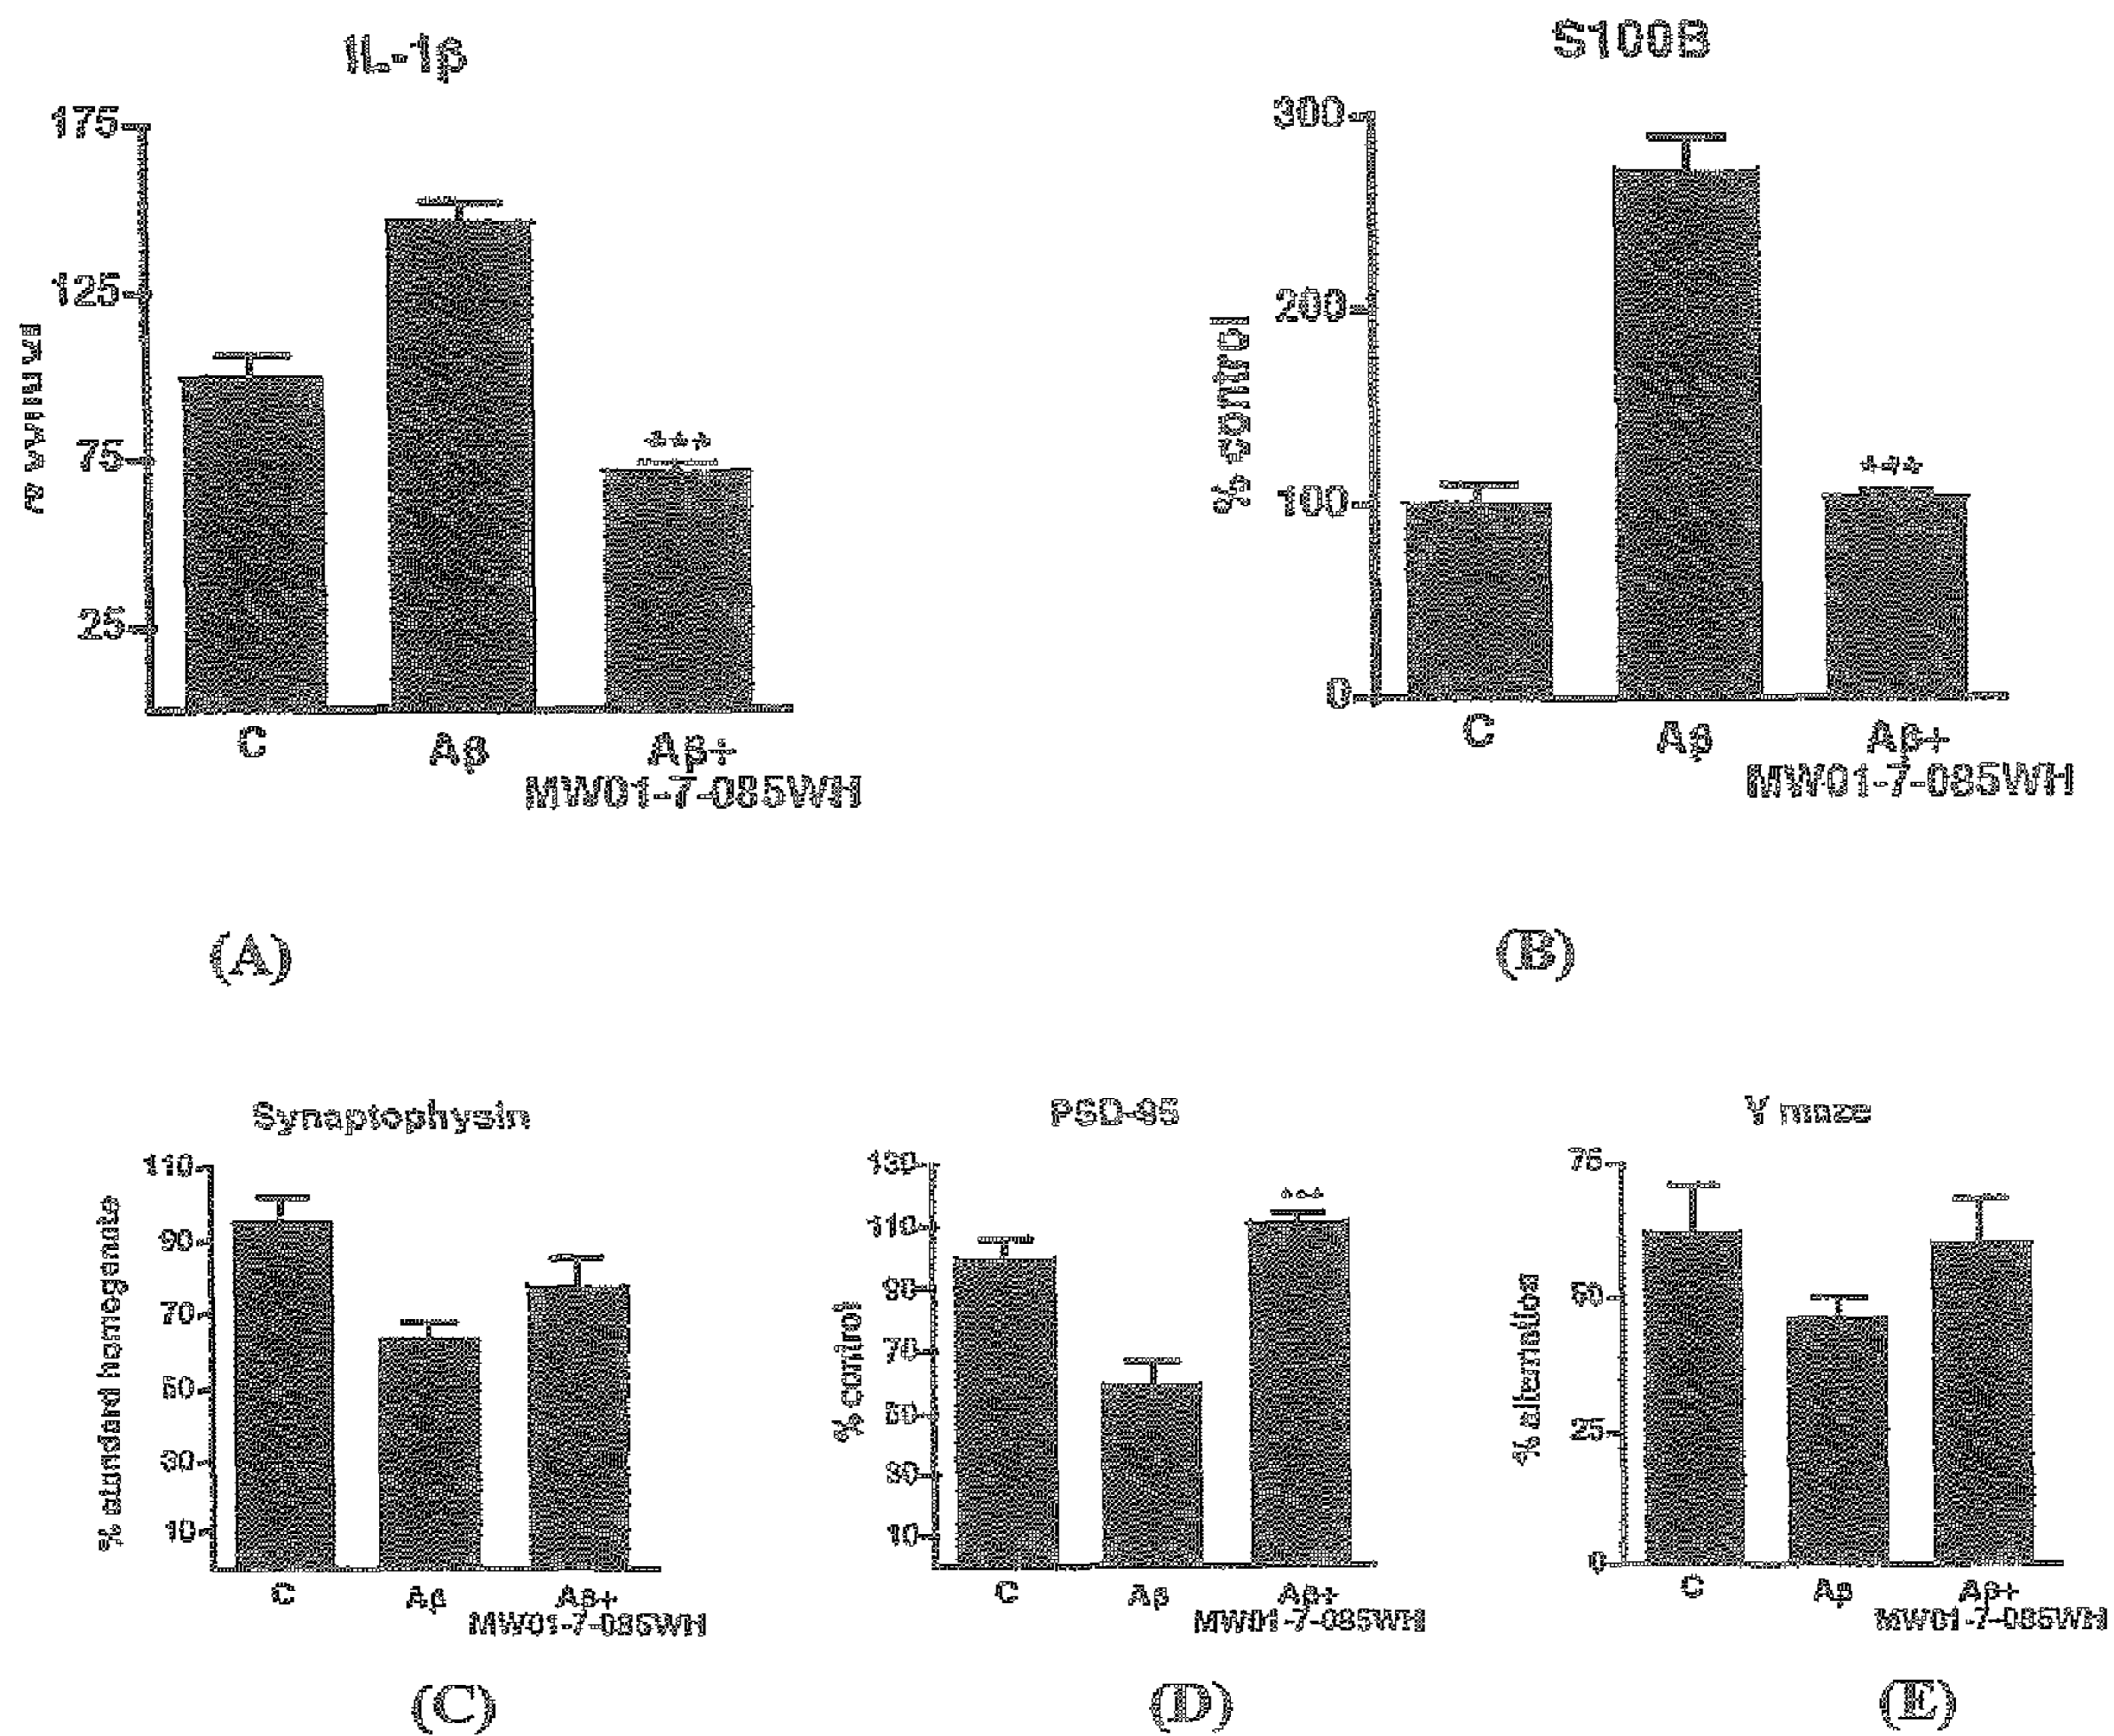 IL-1β
175
125
75
25
***
C
Aβ
Aβ+
MW01-7-085WH
(A)
S100B
% control
300
200
100
0
***
C
Aβ
Aβ+
MW01-7-085WH
(B)
Synaptophysin
% standard homogenate
110
90
70
50
30
10
C
Aβ
Aβ+
MW01-7-085WH
(C)
PSD-95
% control
130
110
90
70
50
30
10
***
C
Aβ
Aβ+
MW01-7-085WH
(D)
Y maze
% alternation
75
50
25
0
C
Aβ
Aβ+
MW01-7-085WH
(E)